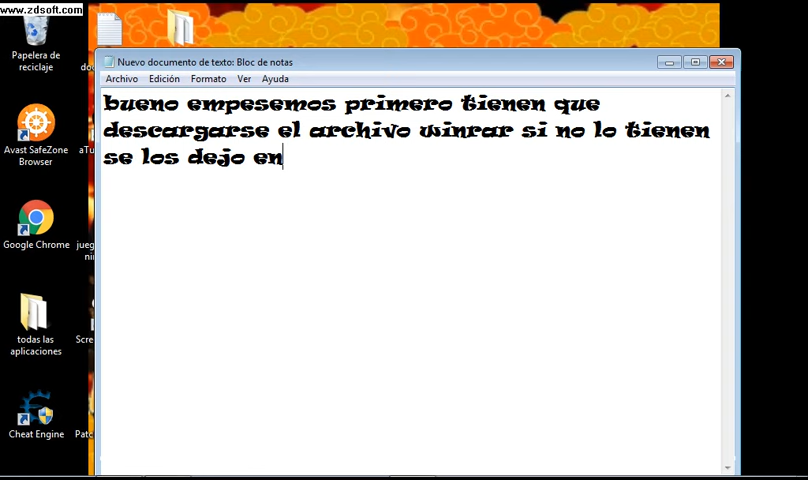 www.zdsoft.com
Papelera de
reciclaje
Avast SafeZone
Browser
Google Chrome
todas las
aplicaciones
Cheat Engine
Nuevo documento de texto: Bloc de notas
Archivo Edición Formato Ver Ayuda
bueno empesemos primero tienen que
descargarse el archivo winrar si no lo tienen
se los dejo en